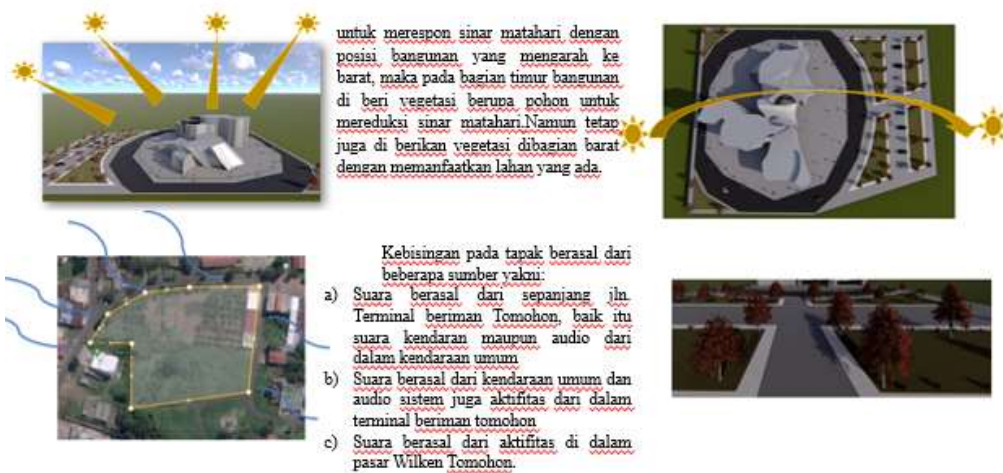 untuk merespon sinar matahari dengan
posisi bangunan yang mengarah ke
barat, maka pada bagian timur bangunan
di beri vegetasi berupa pohon untuk
mereduksi sinar matahari.Namun tetap
juga di berikan vegetasi dibagian barat
dengan memanfaatkan lahan yang ada.
Kebisingan pada tapak berasal dari
beberapa sumber yakni:
a) Suara berasal dari sepanjang jln.
Terminal beriman Tomohon, baik itu
suara kendaran maupun audio dari
dalam kendaraan umum
b) Suara berasal dari kendaraan umum dan
audio sistem juga aktifitas dari dalam
terminal beriman tomohon
c) Suara berasal dari aktifitas di dalam
pasar Wilken Tomohon.